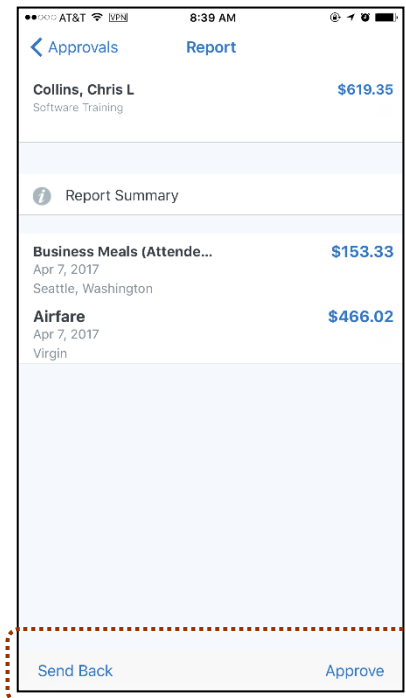 AT&T VPN 8:39 AM
Approvals Report
Collins, Chris L $619.35
Software Training
Report Summary
Business Meals (Attende... $153.33
Apr 7, 2017
Seattle, Washington
Airfare $466.02
Apr 7, 2017
Virgin
Send Back Approve